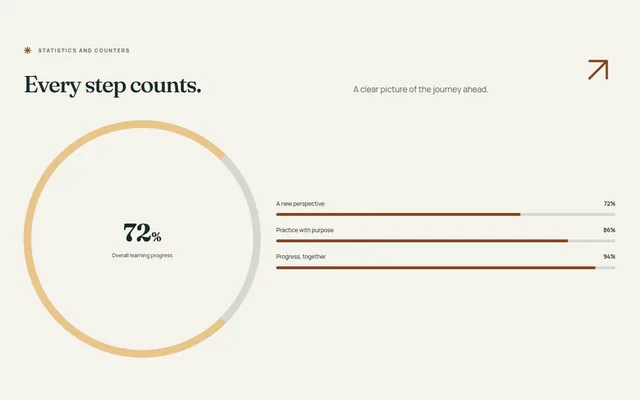 STATISTICS AND COUNTERS
Every step counts.
A clear picture of the journey ahead.
72%
Overall learning progress
A new perspective 72%
Practice with purpose 86%
Progress, together 94%